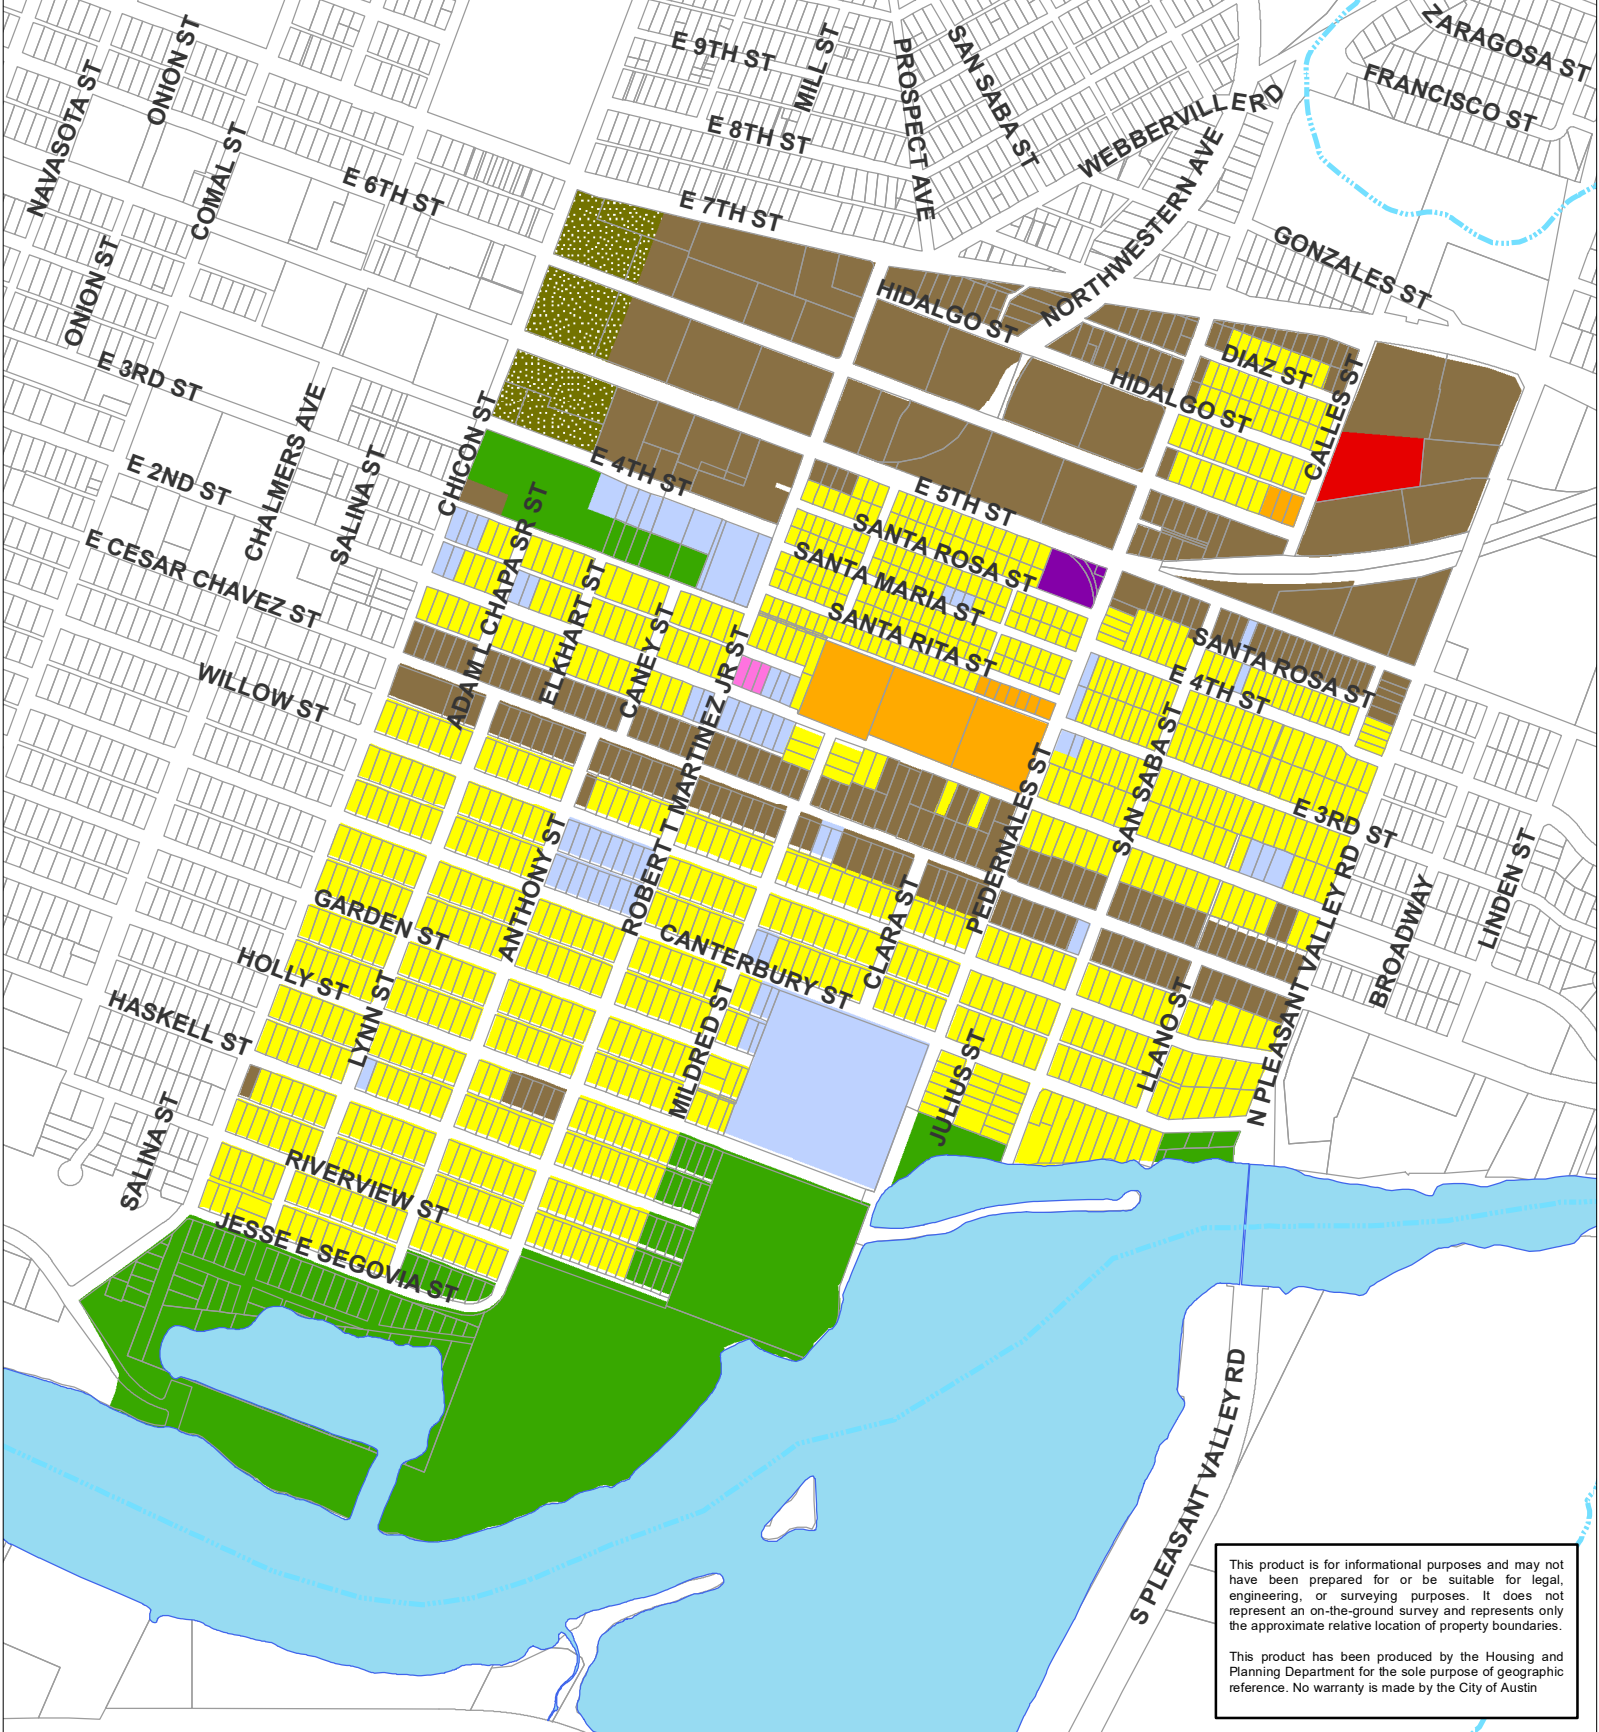 ZARAGOSA ST
ONION ST
E 9TH ST
MILL ST
PROSPECT AVE
SAN SABA ST
FRANCISCO ST
NAVASOTA ST
WEBBERVILLE RD
COMAL ST
E 8TH ST
E 6TH ST
E 7TH ST
NORTHWESTERN AVE
ONION ST
GONZALES ST
HIDALGO ST
E 3RD ST
DIAZ ST
HIDALGO ST
CALLES ST
CHICON ST
CHALMERS AVE
SALINA ST
E 2ND ST
E 4TH ST
E 5TH ST
ADAM L CHAPA SR ST
SANTA ROSA ST
SANTA MARIA ST
E CESAR CHAVEZ ST
ELKHART ST
CANEY ST
SANTA RITA ST
SANTA ROSA ST
E 4TH ST
WILLOW ST
ROBERT T MARTINEZ JR ST
PEDERNALES ST
SAN SABA ST
E 3RD ST
LINDEN ST
ANTHONY ST
GARDEN ST
CLARA ST
CANTERBURY ST
N PLEASANT VALLEY RD
BROADWAY
HOLLY ST
HASKELL ST
LYNN ST
MILDRED ST
JULIUS ST
LLANO ST
SALINA ST
RIVERVIEW ST
JESSE E SEGOVIA ST
S PLEASANT VALLEY RD
This product is for informational purposes and may not
have been prepared for or be suitable for legal,
engineering, or surveying purposes. It does not
represent an on-the-ground survey and represents only
the approximate relative location of property boundaries.
This product has been produced by the Housing and
Planning Department for the sole purpose of geographic
reference. No warranty is made by the City of Austin